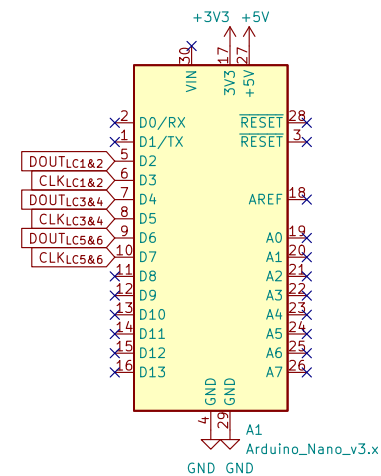 +3V3 +5V
30 17 27
VIN 3V3 +5V
2 D0/RX RESET 28
1 D1/TX RESET 3
DOUTLC1&2 5 D2
CLKLC1&2 6 D3
DOUTLC3&4 7 D4 AREF 18
CLKLC3&4 8 D5
DOUTLC5&6 9 D6 A0 19
CLKLC5&6 10 D7 A1 20
11 D8 A2 21
12 D9 A3 22
13 D10 A4 23
14 D11 A5 24
15 D12 A6 25
16 D13 A7 26
GND GND
4 29 A1
Arduino_Nano_v3.x
GND GND